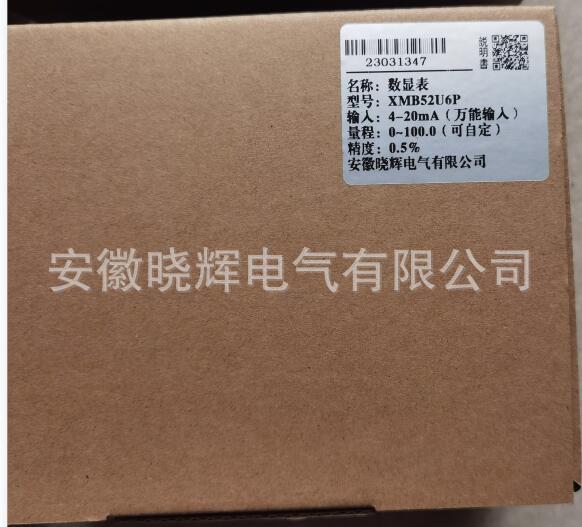 23031347
説明書
名称：数显表
型号：XMB52U6P
输入：4-20mA（万能输入）
量程：0~100.0（可自定）
精度：0.5%
安徽晓辉电气有限公司
安徽晓辉电气有限公司